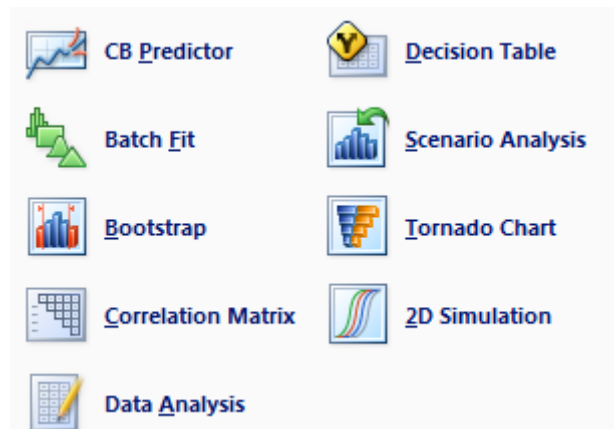 CB Predictor
Decision Table
Batch Fit
Scenario Analysis
Bootstrap
Tornado Chart
Correlation Matrix
2D Simulation
Data Analysis